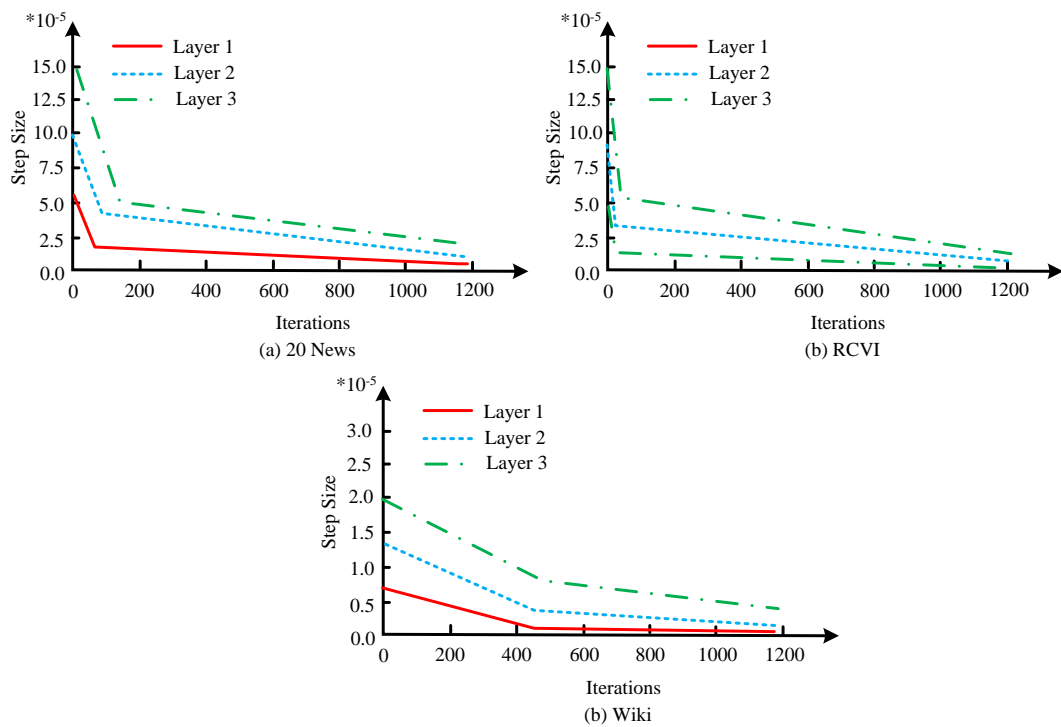 *10-5
Layer 1
Layer 2
Layer 3
15.0
12.5
10.0
7.5
5.0
2.5
0.0
Step Size
0 200 400 600 800 1000 1200
Iterations
(a) 20 News
*10-5
Layer 1
Layer 2
Layer 3
15.0
12.5
10.0
7.5
5.0
2.5
0.0
Step Size
0 200 400 600 800 1000 1200
Iterations
(b) RCVI
*10-5
Layer 1
Layer 2
Layer 3
3.0
2.5
2.0
1.5
1.0
0.5
0.0
Step Size
0 200 400 600 800 1000 1200
Iterations
(b) Wiki